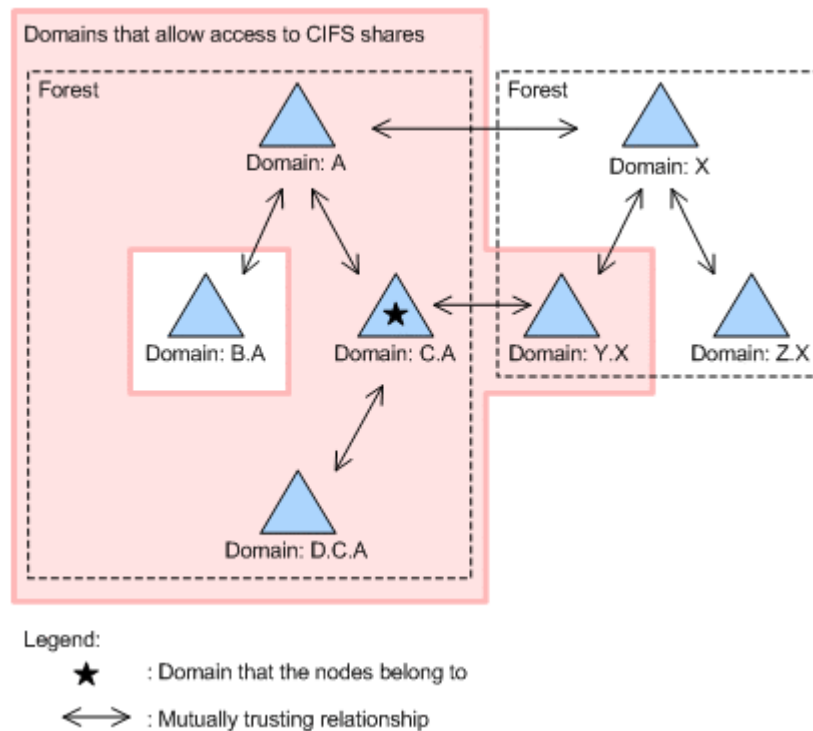 Domains that allow access to CIFS shares
Forest
Forest
Domain: A
Domain: X
Domain: B.A
Domain: C.A
Domain: Y.X
Domain: Z.X
Domain: D.C.A
Legend:
: Domain that the nodes belong to
: Mutually trusting relationship